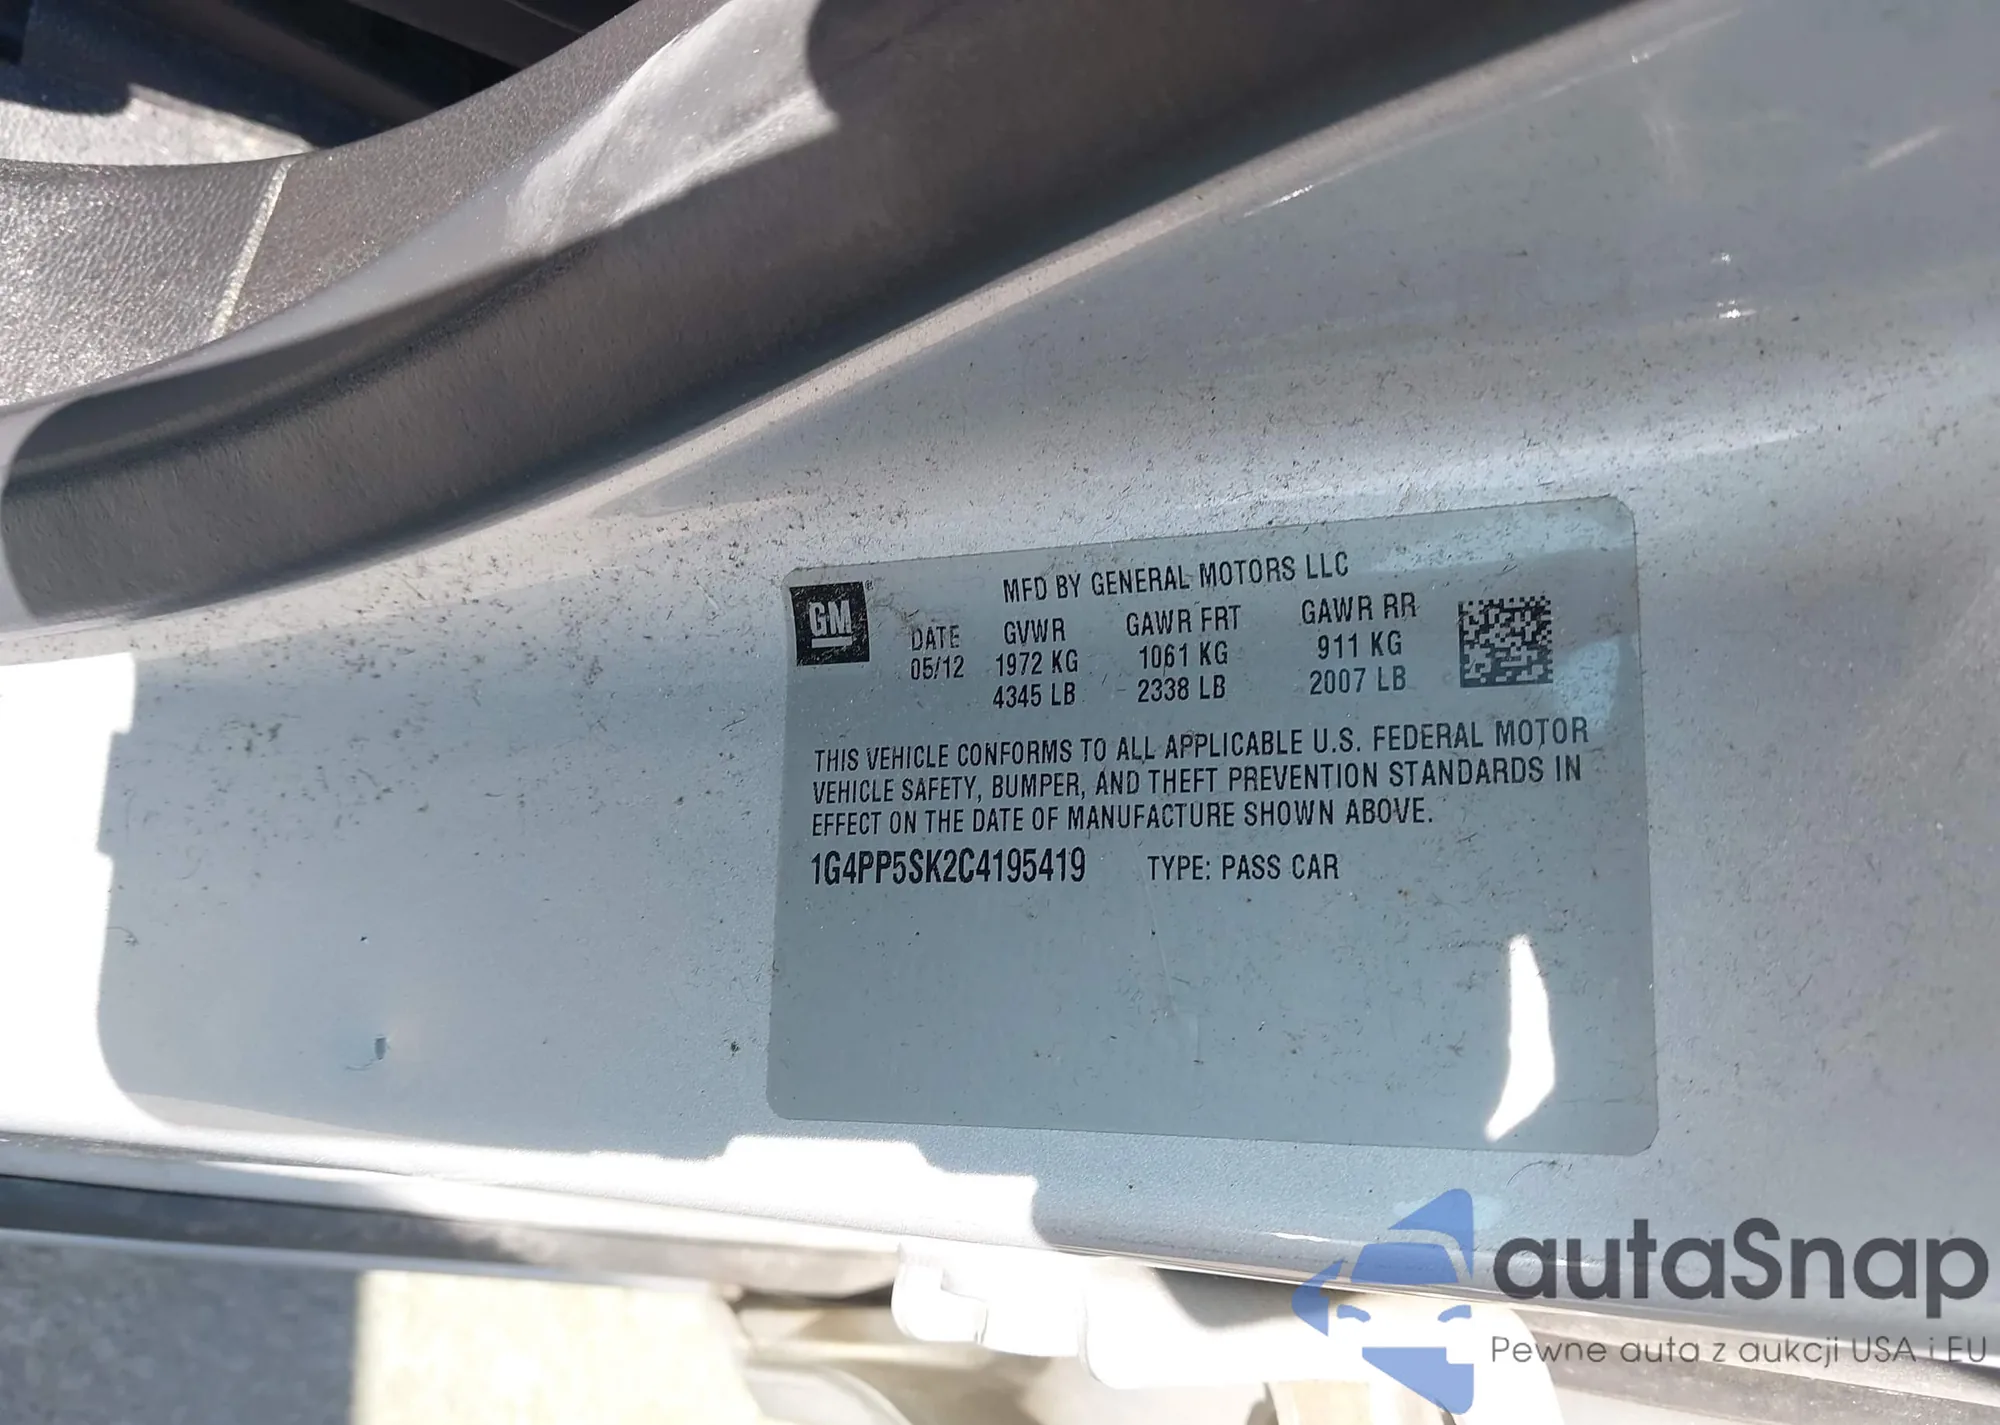 MFD BY GENERAL MOTORS LLC
GM®
DATE GVWR GAWR FRT GAWR RR
05/12 1972 KG 1061 KG 911 KG
4345 LB 2338 LB 2007 LB
THIS VEHICLE CONFORMS TO ALL APPLICABLE U.S. FEDERAL MOTOR
VEHICLE SAFETY, BUMPER, AND THEFT PREVENTION STANDARDS IN
EFFECT ON THE DATE OF MANUFACTURE SHOWN ABOVE.
1G4PP5SK2C4195419 TYPE: PASS CAR
autaSnap
Pewne auta z aukcji USA i EU